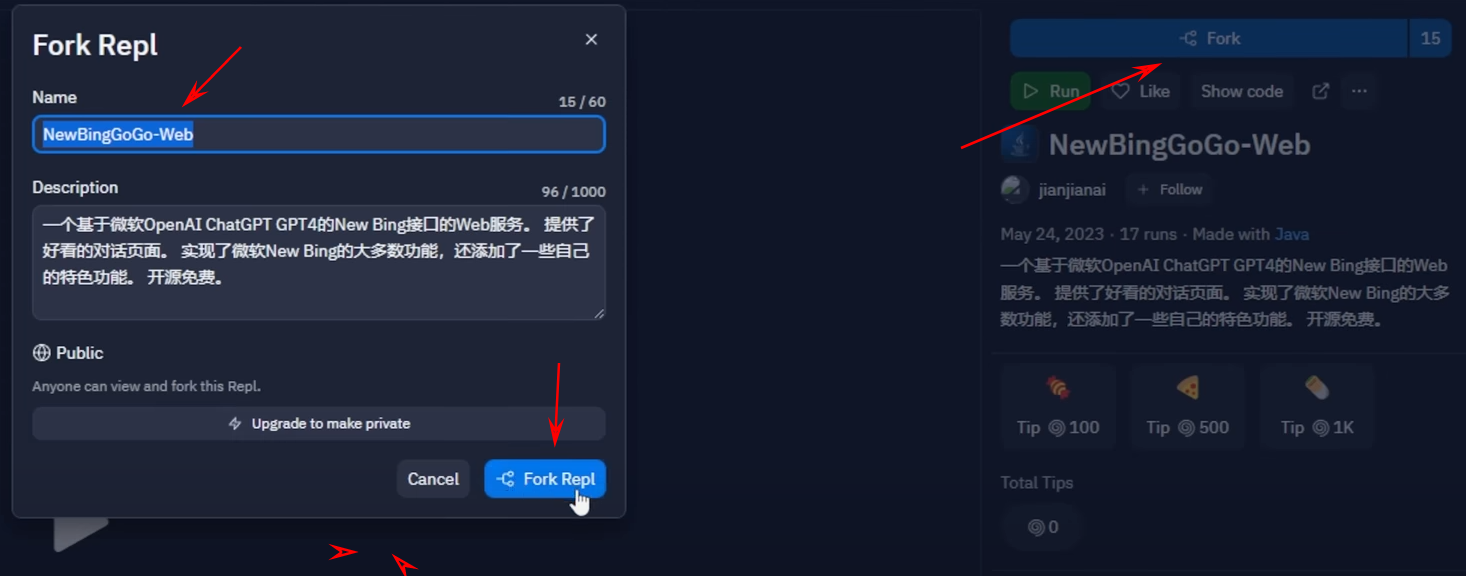 Fork Repl
Name
15 / 60
NewBingGoGo-Web
Description
96 / 1000
一个基于微软OpenAI ChatGPT GPT4的New Bing接口的Web服务。 提供了
好看的对话页面。 实现了微软New Bing的大多数功能，还添加了一些自己
的特色功能。 开源免费。
Public
Anyone can view and fork this Repl.
Upgrade to make private
Cancel
Fork Repl
Fork
15
Run
Like
Show code
NewBingGoGo-Web
jianjianai
+ Follow
May 24, 2023 · 17 runs · Made with Java
一个基于微软OpenAI ChatGPT GPT4的New Bing接口的Web
服务。 提供了好看的对话页面。 实现了微软New Bing的大多
数功能，还添加了一些自己的特色功能。 开源免费。
Tip 100
Tip 500
Tip 1K
Total Tips
0